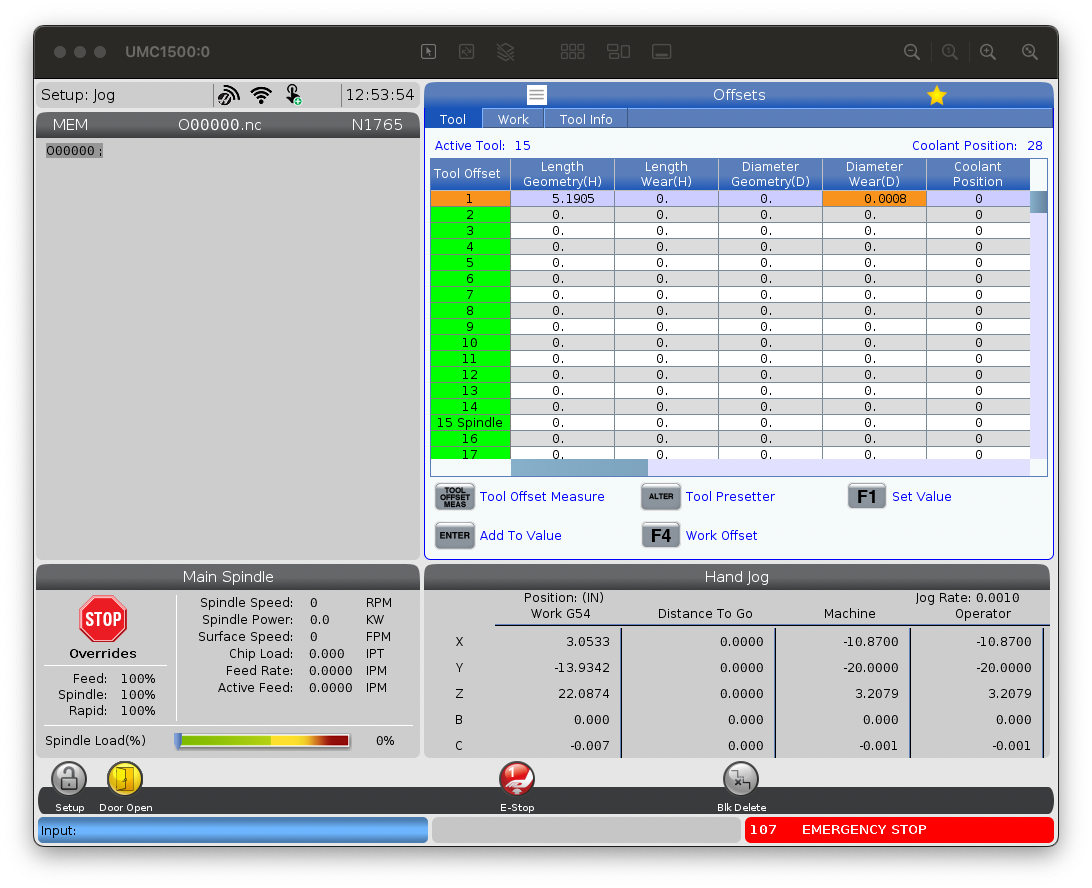 UMC1500:0
Setup: Jog 12:53:54
MEM O00000.nc N1765
O00000 ;
Offsets
Tool Work Tool Info
Active Tool: 15 Coolant Position: 28
Tool Offset Length Geometry(H) Length Wear(H) Diameter Geometry(D) Diameter Wear(D) Coolant Position
1 5.1905 0. 0. 0.0008 0
2 0. 0. 0. 0. 0
3 0. 0. 0. 0. 0
4 0. 0. 0. 0. 0
5 0. 0. 0. 0. 0
6 0. 0. 0. 0. 0
7 0. 0. 0. 0. 0
8 0. 0. 0. 0. 0
9 0. 0. 0. 0. 0
10 0. 0. 0. 0. 0
11 0. 0. 0. 0. 0
12 0. 0. 0. 0. 0
13 0. 0. 0. 0. 0
14 0. 0. 0. 0. 0
15 Spindle 0. 0. 0. 0. 0
16 0. 0. 0. 0. 0
17 0. 0. 0. 0. 0
TOOL OFFSET MEAS Tool Offset Measure ALTER Tool Presetter F1 Set Value
ENTER Add To Value F4 Work Offset
Main Spindle
STOP
Overrides
Feed: 100%
Spindle: 100%
Rapid: 100%
Spindle Speed: 0 RPM
Spindle Power: 0.0 KW
Surface Speed: 0 FPM
Chip Load: 0.000 IPT
Feed Rate: 0.0000 IPM
Active Feed: 0.0000 IPM
Spindle Load(%) 0%
Hand Jog
Position: (IN) Jog Rate: 0.0010
Work G54 Distance To Go Machine Operator
X 3.0533 0.0000 -10.8700 -10.8700
Y -13.9342 0.0000 -20.0000 -20.0000
Z 22.0874 0.0000 3.2079 3.2079
B 0.000 0.000 0.000 0.000
C -0.007 0.000 -0.001 -0.001
Setup Door Open E-Stop Blk Delete
Input:
107 EMERGENCY STOP